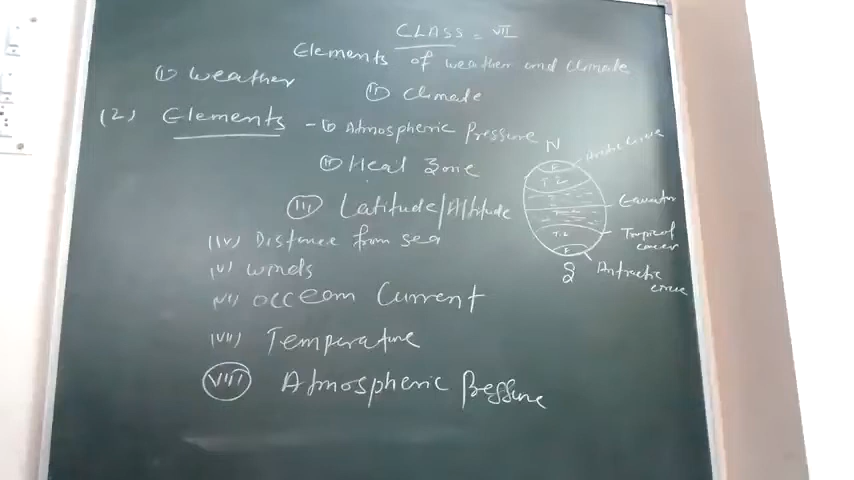 CLASS = VII
Elements of weather and climate
(i) weather
(ii) climate
(2) Elements - (i) Atmospheric Pressure
(ii) Heat Zone
(iii) Latitude/Altitude
(iv) Distance from sea
(v) winds
(vi) occeam Current
(vii) Temperature
(viii) Atmospheric Pressure
N
Arctic circle
F
T.Z
Equator
T.Z
Tropic of
cancer
F
S
Antractic
circle